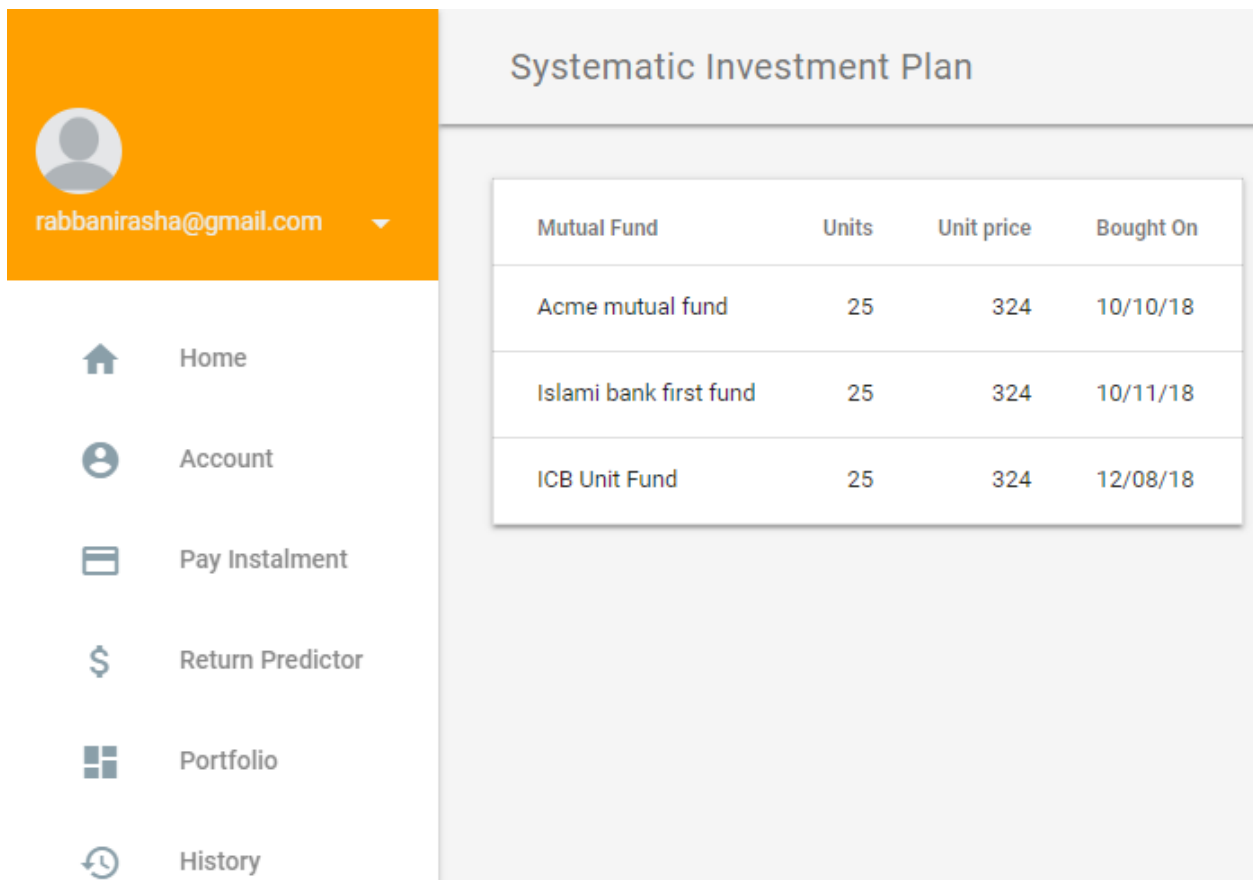 Systematic Investment Plan
rabbanirasha@gmail.com
Home
Account
Pay Instalment
Return Predictor
Portfolio
History
Mutual Fund Units Unit price Bought On
Acme mutual fund 25 324 10/10/18
Islami bank first fund 25 324 10/11/18
ICB Unit Fund 25 324 12/08/18